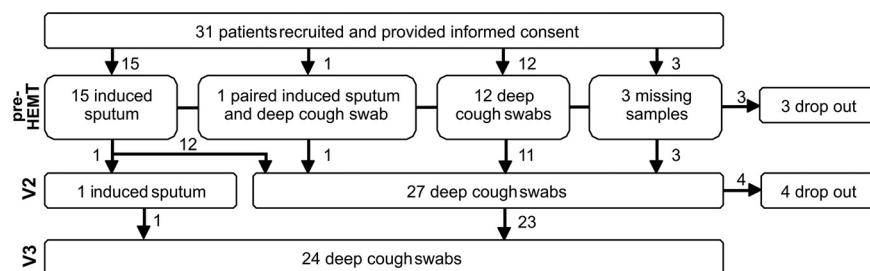 31 patients recruited and provided informed consent
15
1
12
3
pre-
HEMT
15 induced
sputum
1 paired induced sputum
and deep cough swab
12 deep
cough swabs
3 missing
samples
3
3 drop out
1
12
1
11
3
V2
1 induced sputum
27 deep cough swabs
4
4 drop out
1
23
V3
24 deep cough swabs